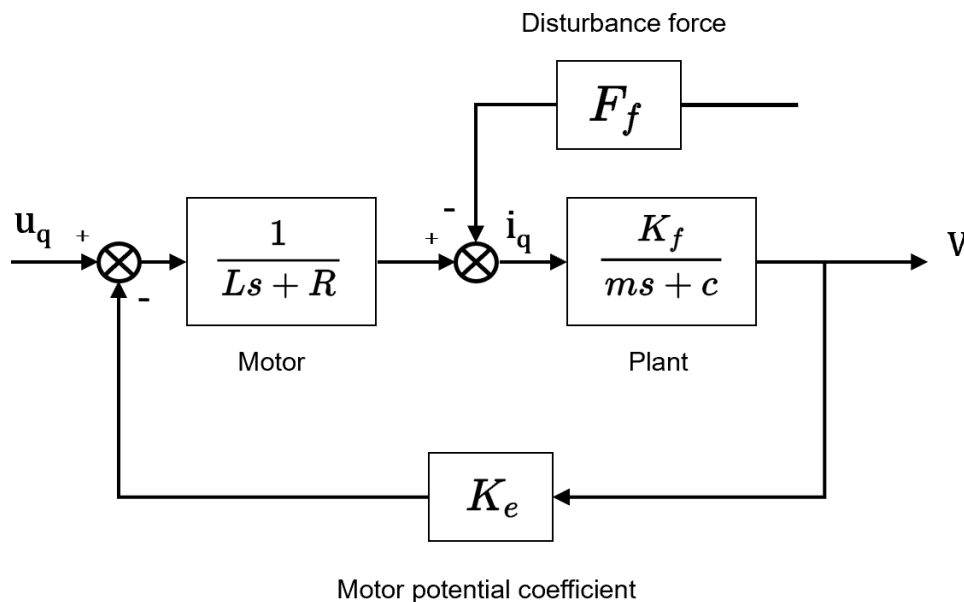 Disturbance force
F_f
u_q
+
-
1
Ls + R
Motor
-
+
i_q
K_f
ms + c
Plant
V
K_e
Motor potential coefficient